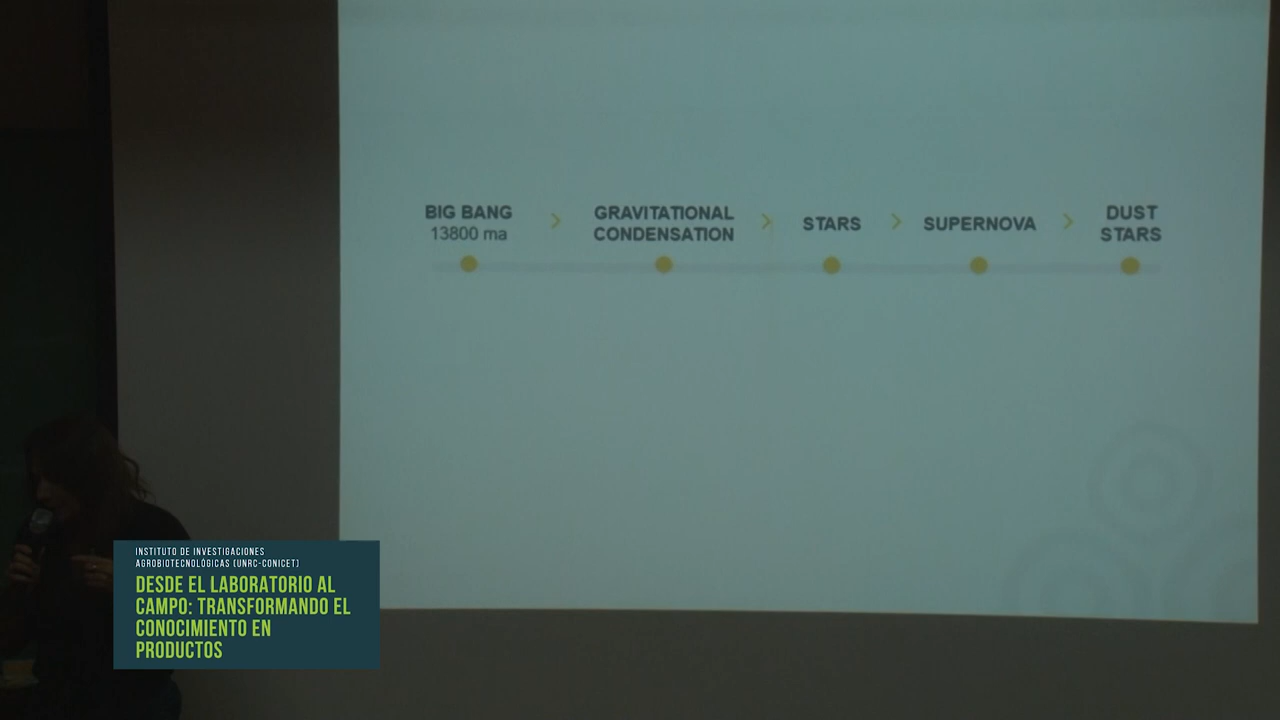 BIG BANG
13800 ma
GRAVITATIONAL
CONDENSATION
STARS
SUPERNOVA
DUST
STARS
INSTITUTO DE INVESTIGACIONES
AGROBIOTECNOLÓGICAS (UNRC-CONICET)
DESDE EL LABORATORIO AL
CAMPO: TRANSFORMANDO EL
CONOCIMIENTO EN
PRODUCTOS